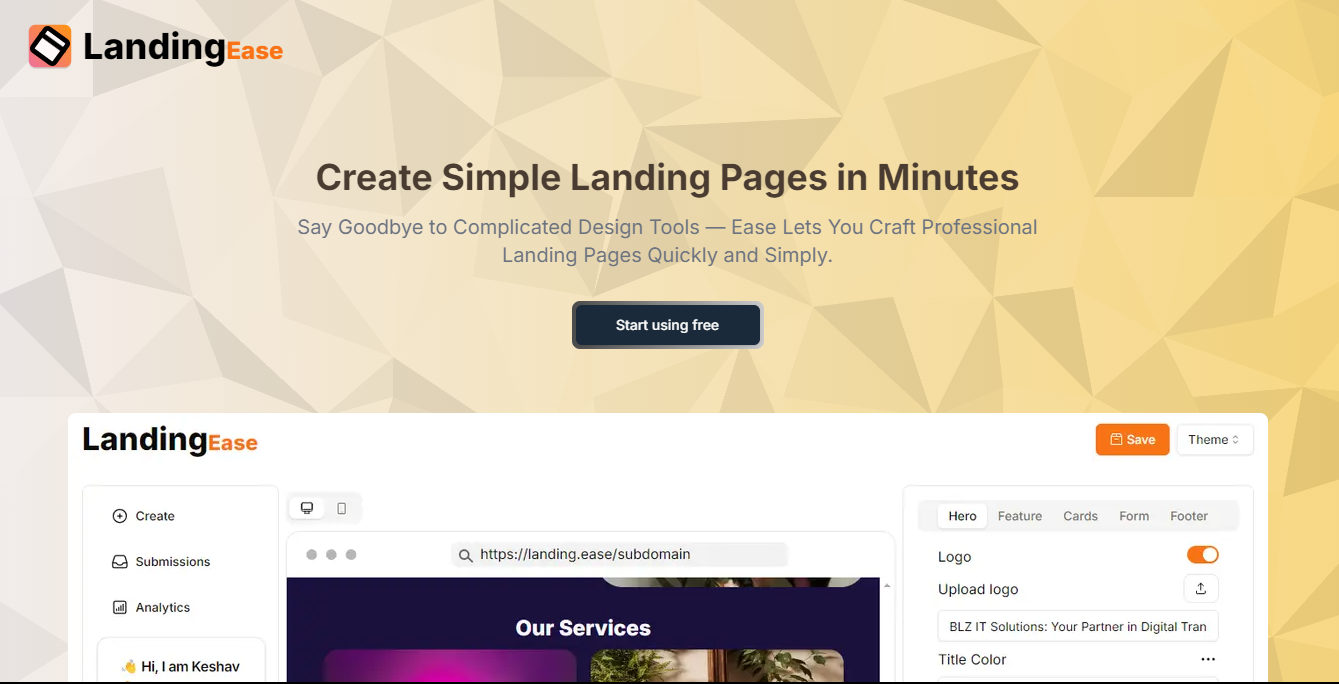 LandingEase
Create Simple Landing Pages in Minutes
Say Goodbye to Complicated Design Tools — Ease Lets You Craft Professional
Landing Pages Quickly and Simply.
Start using free
LandingEase
Save
Theme
Create
Submissions
Analytics
👋 Hi, I am Keshav
https://landing.ease/subdomain
Our Services
Hero Feature Cards Form Footer
Logo
Upload logo
BLZ IT Solutions: Your Partner in Digital Tran
Title Color